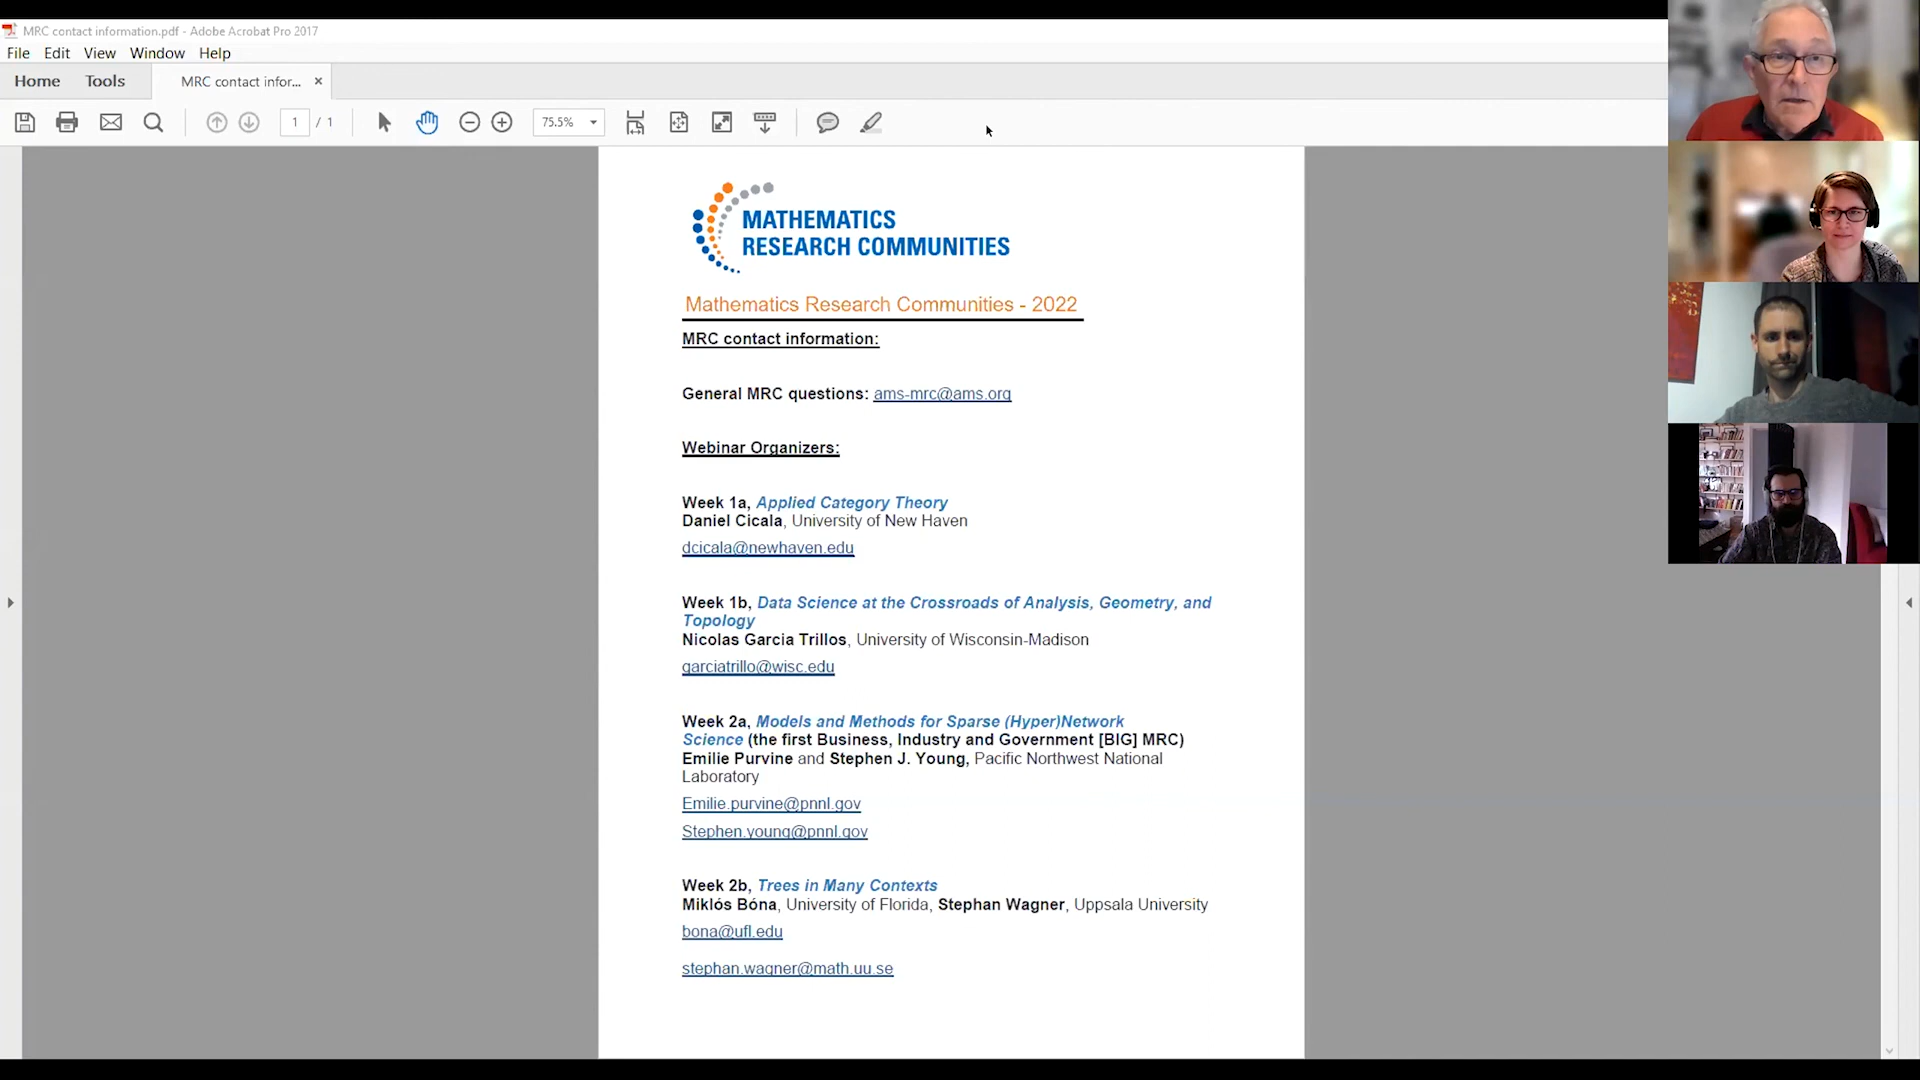 MRC contact information.pdf - Adobe Acrobat Pro 2017
File Edit View Window Help
Home Tools MRC contact infor... ×
1 / 1 75.5%
MATHEMATICS
RESEARCH COMMUNITIES
Mathematics Research Communities - 2022
MRC contact information:
General MRC questions: ams-mrc@ams.org
Webinar Organizers:
Week 1a, Applied Category Theory
Daniel Cicala, University of New Haven
dcicala@newhaven.edu
Week 1b, Data Science at the Crossroads of Analysis, Geometry, and
Topology
Nicolas Garcia Trillos, University of Wisconsin-Madison
garciatrillo@wisc.edu
Week 2a, Models and Methods for Sparse (Hyper)Network
Science (the first Business, Industry and Government [BIG] MRC)
Emilie Purvine and Stephen J. Young, Pacific Northwest National
Laboratory
Emilie.purvine@pnnl.gov
Stephen.young@pnnl.gov
Week 2b, Trees in Many Contexts
Miklós Bóna, University of Florida, Stephan Wagner, Uppsala University
bona@ufl.edu
stephan.wagner@math.uu.se